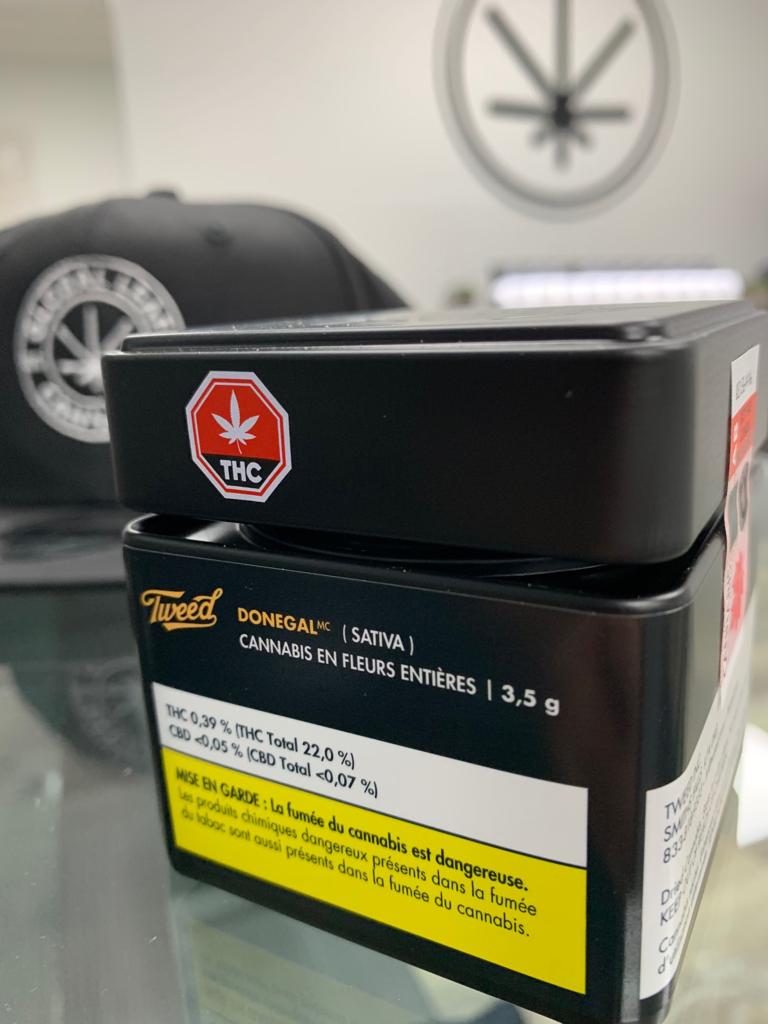 THC
Tweed
DONEGAL MC (SATIVA)
CANNABIS EN FLEURS ENTIÈRES | 3,5 g
THC 0,39 % (THC Total 22,0 %)
CBD <0,05 % (CBD Total <0,07 %)
MISE EN GARDE : La fumée du cannabis est dangereuse.
Les produits chimiques dangereux présents dans la fumée
du tabac sont aussi présents dans la fumée du cannabis.